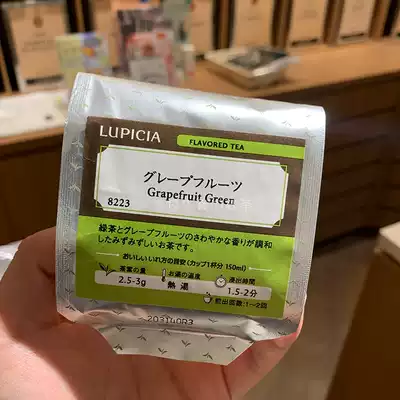 LUPICIA
FLAVORED TEA
グレープフルーツ
Grapefruit Green
8223
緑茶とグレープフルーツのさわやかな香りが調和
したみずみずしいお茶です。
おいしいいれ方の目安(カップ1杯分 150ml)
茶葉の量
2.5-3g
お湯の温度
熱湯
浸出時間
1.5-2分
抽出回数:1~2回